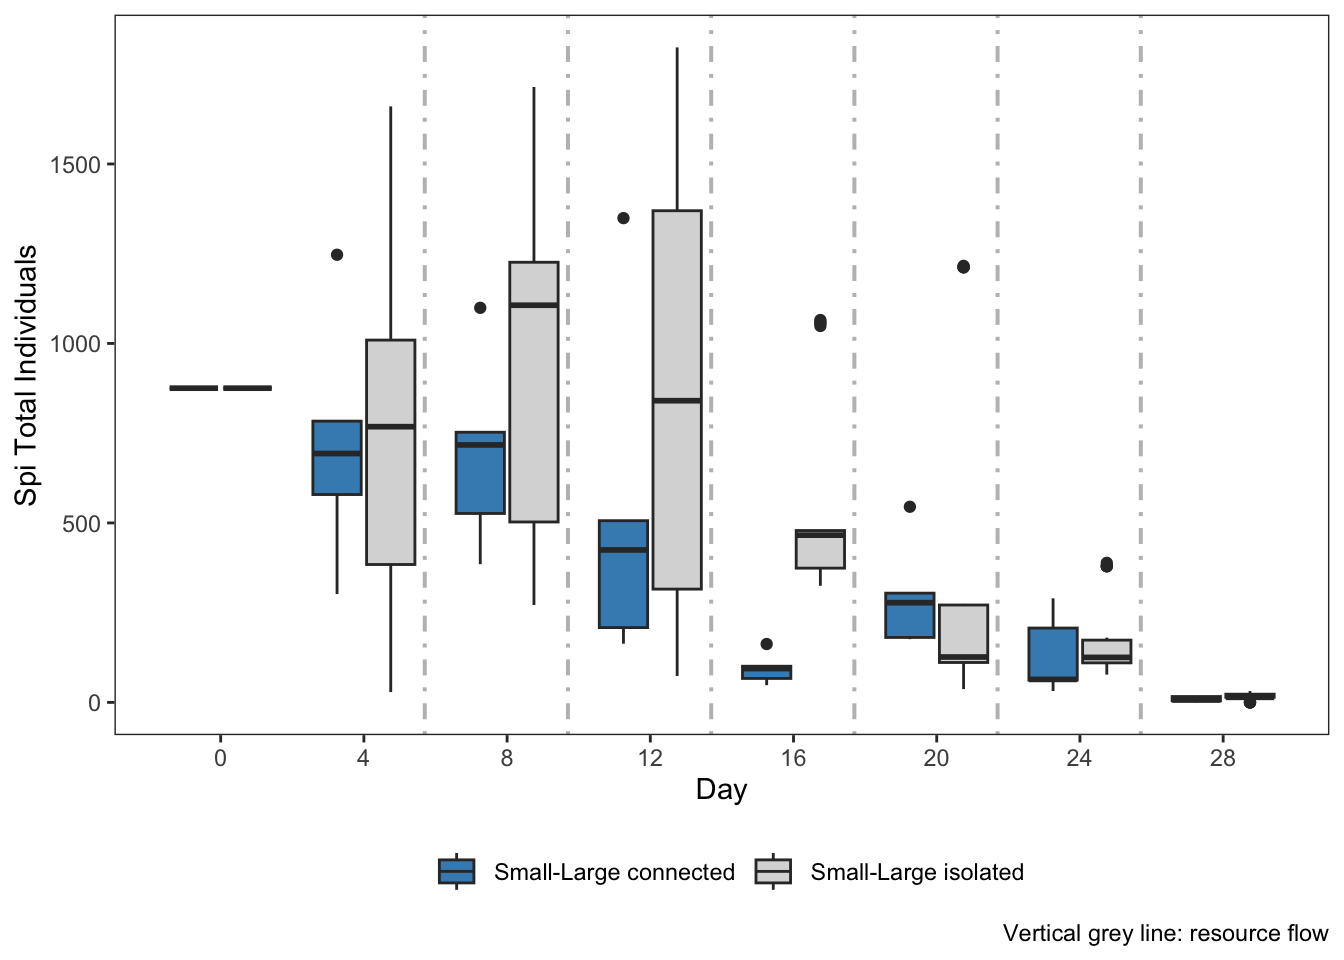 Spi Total Individuals
1500
1000
500
0
0 4 8 12 16 20 24 28
Day
Small-Large connected Small-Large isolated
Vertical grey line: resource flow